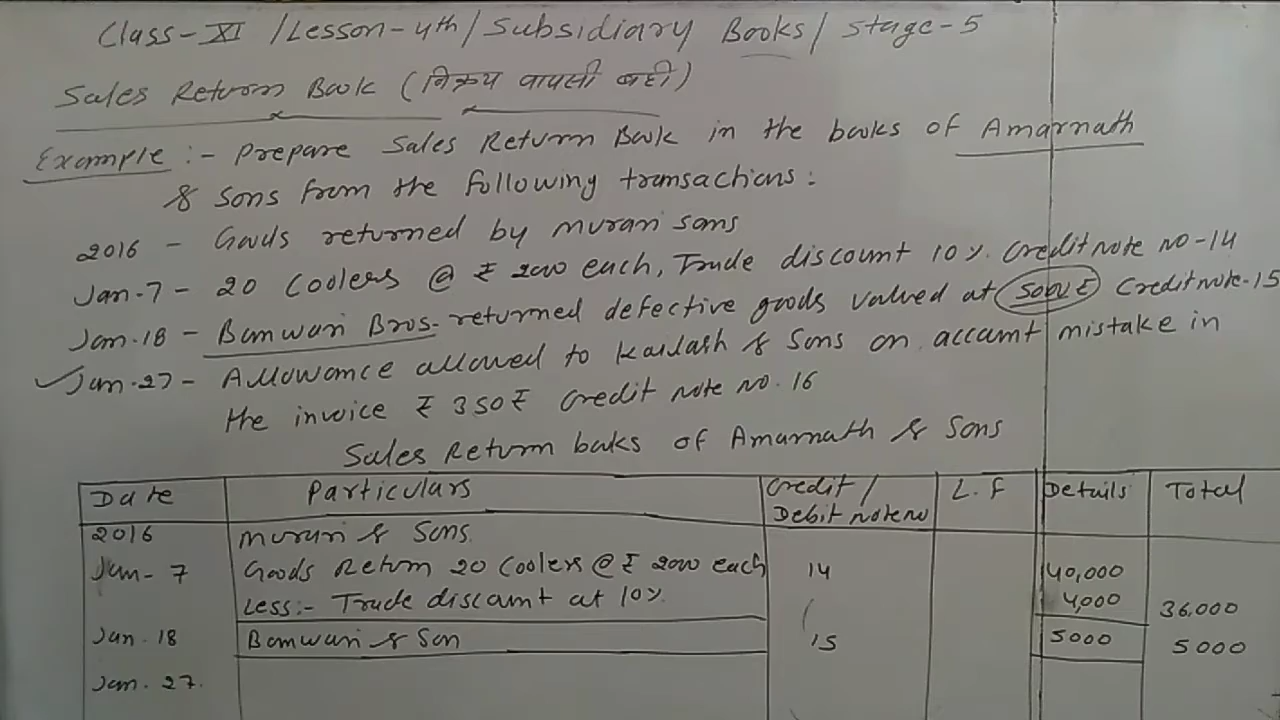 Class-XI /Lesson-4th/Subsidiary Books/ Stage-5
Sales Return Book (विक्रय वापसी बही)
Example :- Prepare Sales Return Book in the books of Amarnath
& Sons from the following transactions:
2016 - Goods returned by Murari Sons
Jan-7 - 20 Coolers @ ₹ 2000 each, Trade discount 10%. Credit note no-14
Jan.18 - Banwari Bros. returned defective goods valued at 5000 ₹ Credit note-15
Jan-27 - Allowance allowed to Kailash & Sons on account mistake in
the invoice ₹ 350 ₹ Credit note no. 16
Sales Return books of Amarnath & Sons
Date Particulars Credit / Debit note no L.F Details Total
2016 Murari & Sons
Jan-7 Goods Return 20 Coolers @ ₹ 2000 each 14 40,000
Less:- Trade discount at 10% 4,000 36,000
Jan.18 Banwari & Son 15 5000 5000
Jan-27.